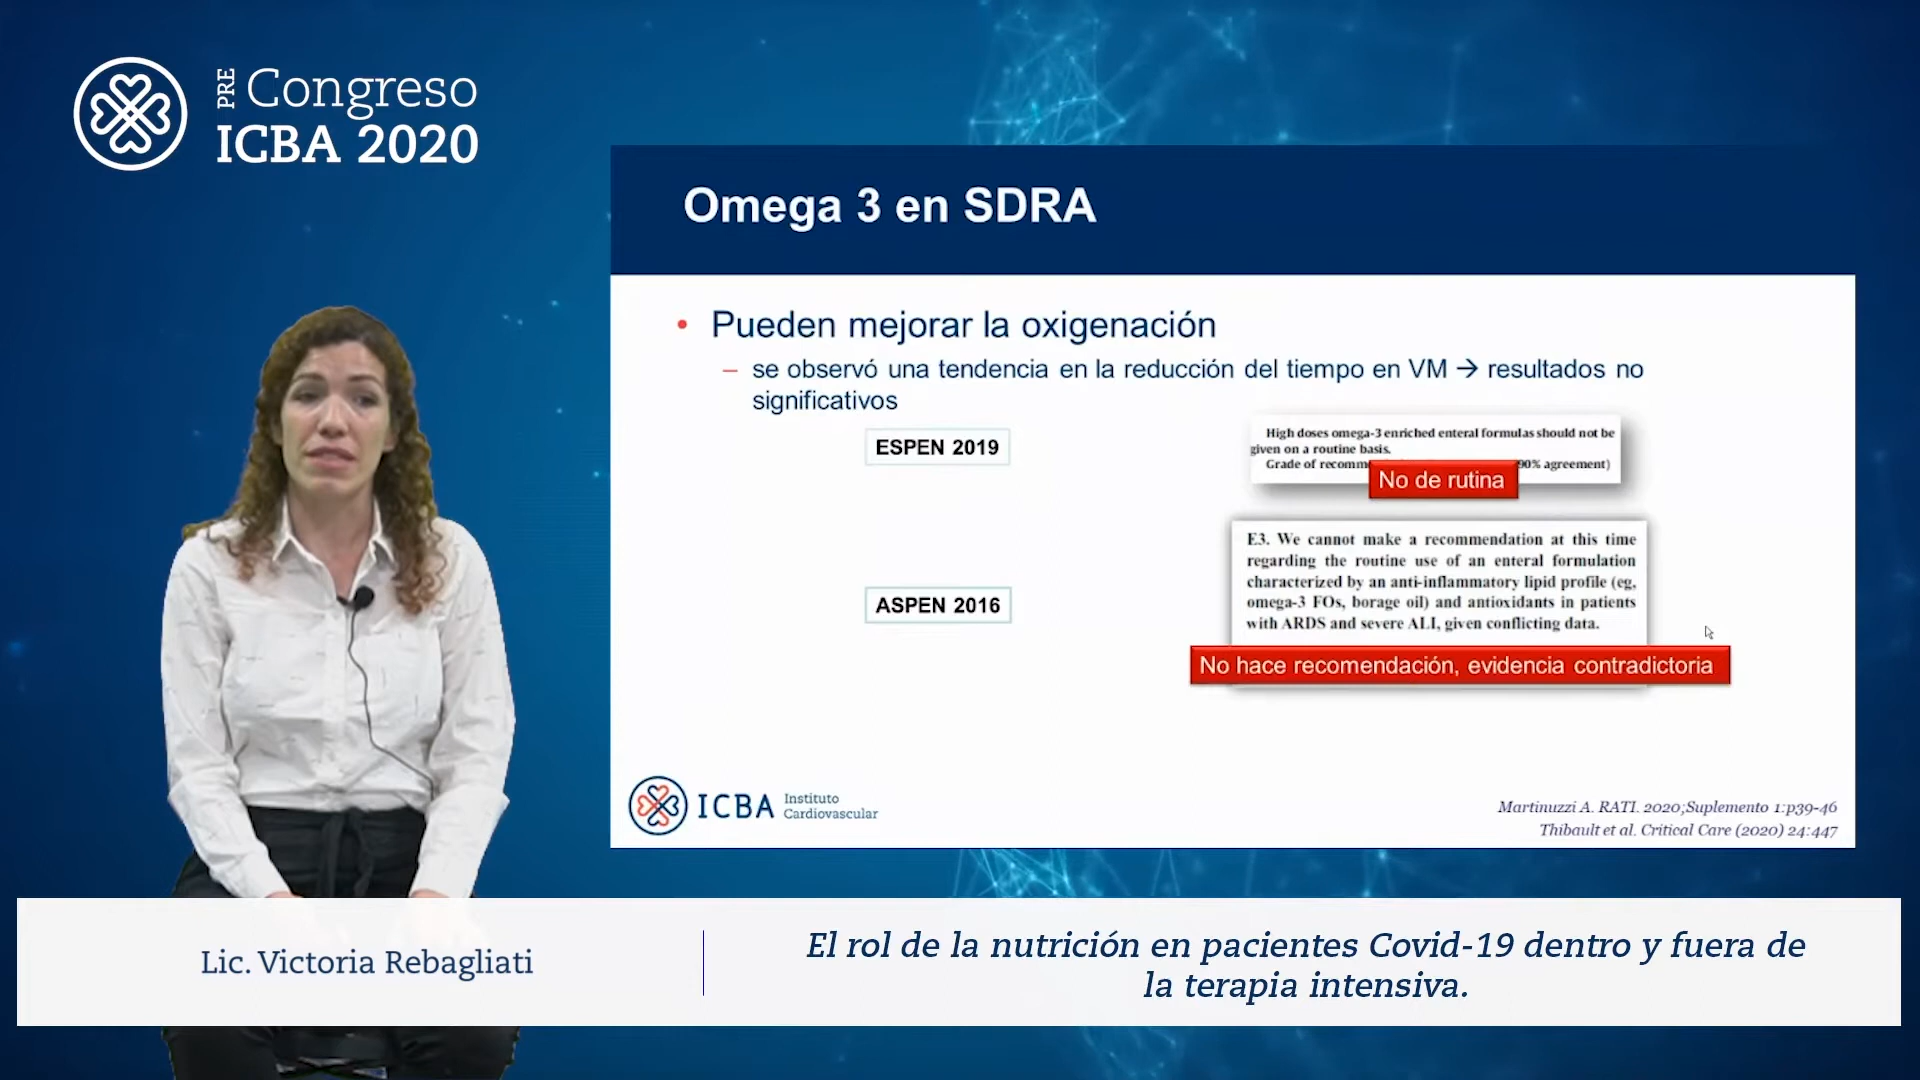 PRE Congreso
ICBA 2020
Omega 3 en SDRA
• Pueden mejorar la oxigenación
– se observó una tendencia en la reducción del tiempo en VM → resultados no
significativos
ESPEN 2019
High doses omega-3 enriched enteral formulas should not be
given on a routine basis.
Grade of 90% agreement)
No de rutina
ASPEN 2016
E3. We cannot make a recommendation at this time
regarding the routine use of an enteral formulation
characterized by an anti-inflammatory lipid profile (eg,
omega-3 FOs, borage oil) and antioxidants in patients
with ARDS and severe ALI, given conflicting data.
No hace recomendación, evidencia contradictoria
ICBA Instituto
Cardiovascular
Martinuzzi A. RATI. 2020;Suplemento 1:p39-46
Thibault et al. Critical Care (2020) 24:447
Lic. Victoria Rebagliati
El rol de la nutrición en pacientes Covid-19 dentro y fuera de
la terapia intensiva.